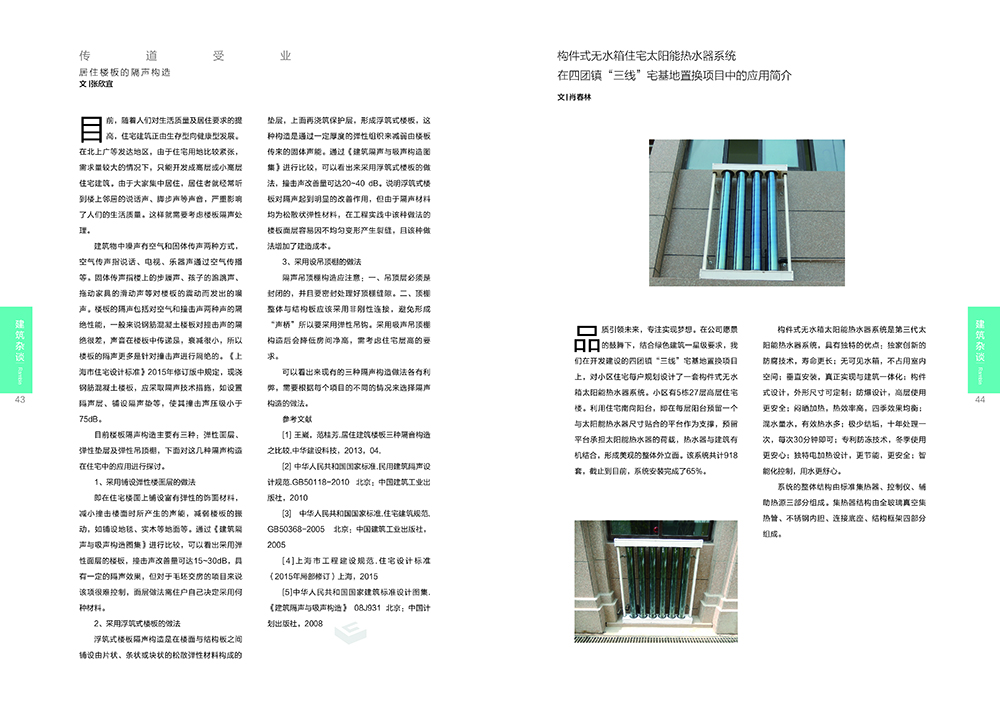 传道受业
居住楼板的隔声构造
文 |张欣宜
目前，随着人们对生活质量及居住要求的提
高，住宅建筑正由生存型向健康型发展。
在北上广等发达地区，由于住宅用地比较紧张，
需求量较大的情况下，只能开发成高层或小高层
住宅建筑。由于大家集中居住，居住者就经常听
到楼上邻居的说话声、脚步声等声音，严重影响
了人们的生活质量。这样就需要考虑楼板隔声处
理。
建筑物中噪声有空气和固体传声两种方式，
空气传声指说话、电视、乐器声通过空气传播
等。固体传声指楼上的步履声、孩子的跑跳声、
拖动家具的滑动声等对楼板的震动而发出的噪
声。楼板的隔声包括对空气和撞击声两种声的隔
绝性能，一般来说钢筋混凝土楼板对撞击声的隔
绝很差，声音在楼板中传递是，衰减很小，所以
楼板的隔声更多是针对撞击声进行隔绝的。《上
海市住宅设计标准》2015年修订版中规定，现浇
钢筋混凝土楼板，应采取隔声技术措施，如设置
隔声层、铺设隔声垫等，使其撞击声压级小于
75dB。
目前楼板隔声构造主要有三种；弹性面层、
弹性垫层及弹性吊顶棚，下面对这几种隔声构造
在住宅中的应用进行探讨。
1、采用铺设弹性楼面层的做法
即在住宅楼面上铺设富有弹性的饰面材料，
减小撞击楼面时所产生的声能，减弱楼板的振
动，如铺设地毯、实木等地面等。通过《建筑隔
声与吸声构造图集》进行比较，可以看出采用弹
性面层的楼板，撞击声改善量可达15~30dB，具
有一定的隔声效果，但对于毛坯交房的项目来说
该项很难控制，面层做法离住户自己决定采用何
种材料。
2、采用浮筑式楼板的做法
浮筑式楼板隔声构造是在楼面与结构板之间
铺设由片状、条状或块状的松散弹性材料构成的
垫层，上面再浇筑保护层，形成浮筑式楼板，这
种构造是通过一定厚度的弹性组织来减弱由楼板
传来的固体声能。通过《建筑隔声与吸声构造图
集》进行比较，可以看出来采用浮筑式楼板的做
法，撞击声改善量可达20~40 dB。说明浮筑式楼
板对隔声起到明显的改善作用，但由于隔声材料
均为松散状弹性材料，在工程实践中该种做法的
楼板面层容易因不均匀变形产生裂缝，且该种做
法增加了建造成本。
3、采用设吊顶棚的做法
隔声吊顶棚构造应注意；一、吊顶层必须是
封闭的，并且要密封处理好顶棚缝隙。二、顶棚
整体与结构板应该采用非刚性连接，避免形成
“声桥”所以要采用弹性吊钩。采用吸声吊顶棚
构造后会降低房间净高，需考虑住宅层高的要
求。
可以看出来现有的三种隔声构造做法各有利
弊，需要根据每个项目的不同的情况来选择隔声
构造的做法。
参考文献
[1] 王崴，范桂芳.居住建筑楼板三种隔音构造
之比较.中华建设科技，2013，04.
[2] 中华人民共和国国家标准.民用建筑隔声设
计规范.GB50118-2010 北京：中国建筑工业出
版社，2010
[3] 中华人民共和国国家标准.住宅建筑规范.
GB50368-2005 北京：中国建筑工业出版社，
2005
[4]上海市工程建设规范.住宅设计标准
（2015年局部修订）上海，2015
[5]中华人民共和国国家建筑标准设计图集.
《建筑隔声与吸声构造》 08J931 北京：中国计
划出版社，2008
建筑杂谈
43
构件式无水箱住宅太阳能热水器系统
在四团镇“三线”宅基地置换项目中的应用简介
文 | 肖春林
品质引领未来，专注实现梦想。在公司愿景
的鼓舞下，结合绿色建筑一星级要求，我
们在开发建设的四团镇“三线”宅基地置换项目
上，对小区住宅每户规划设计了一套构件式无水
箱太阳能热水器系统。小区有5栋27层高层住宅
楼。利用住宅南向阳台，即在每层阳台预留一个
与太阳能热水器尺寸贴合的平台作为支撑，预留
平台承担太阳能热水器的荷载，热水器与建筑有
机结合，形成美观的整体外立面。该系统共计918
套，截止到目前，系统安装完成了65%。
构件式无水箱太阳能热水器系统是第三代太
阳能热水器系统，具有独特的优点；独家创新的
防腐技术，寿命更长；无可见水箱，不占用室内
空间；垂直安装，真正实现与建筑一体化；构件
式设计，外形尺寸可定制；防爆设计，高层使用
更安全；闷晒加热，热效率高，四季效果均衡；
混水量水，有效热水多；极少结垢，十年处理一
次，每次30分钟即可；专利防冻技术，冬季使用
更安心；独特电加热设计，更节能，更安全；智
能化控制，用水更舒心。
系统的整体结构由标准集热器、控制仪、辅
助热源三部分组成。集热器结构由全玻璃真空集
热管、不锈钢内胆、连接底座、结构框架四部分
组成。
建筑杂谈
44